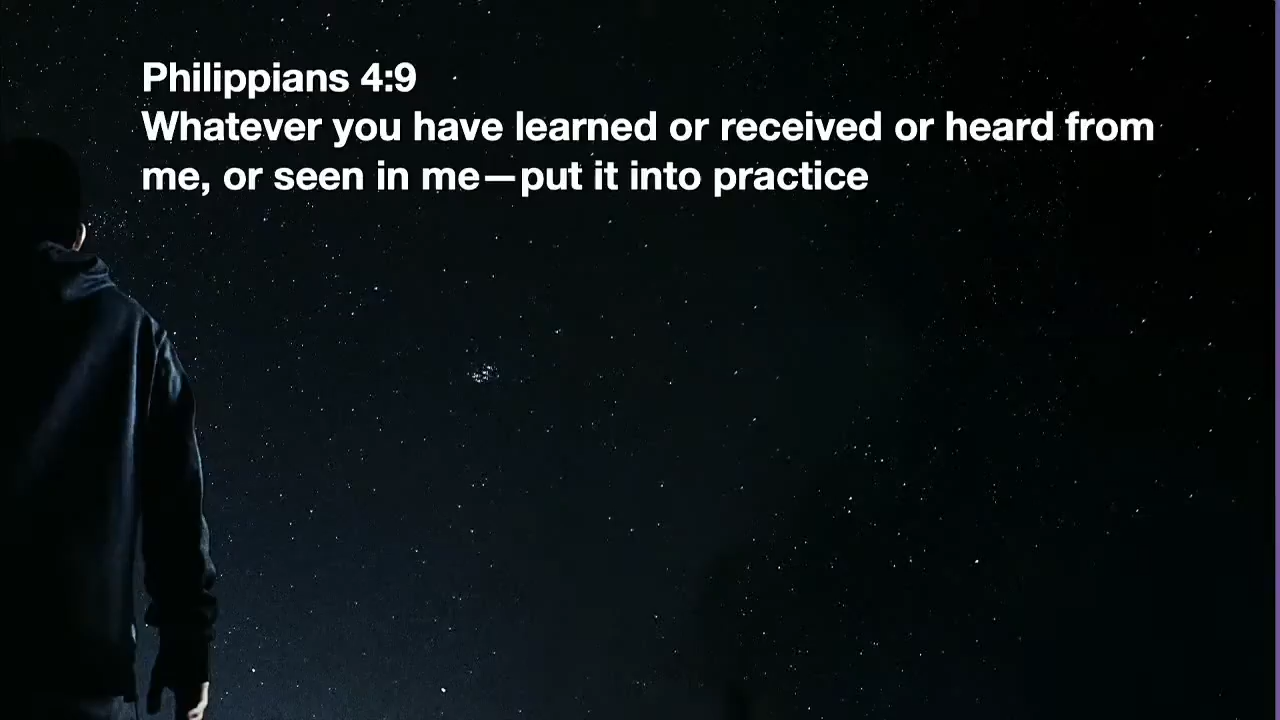 Philippians 4:9
Whatever you have learned or received or heard from
me, or seen in me—put it into practice